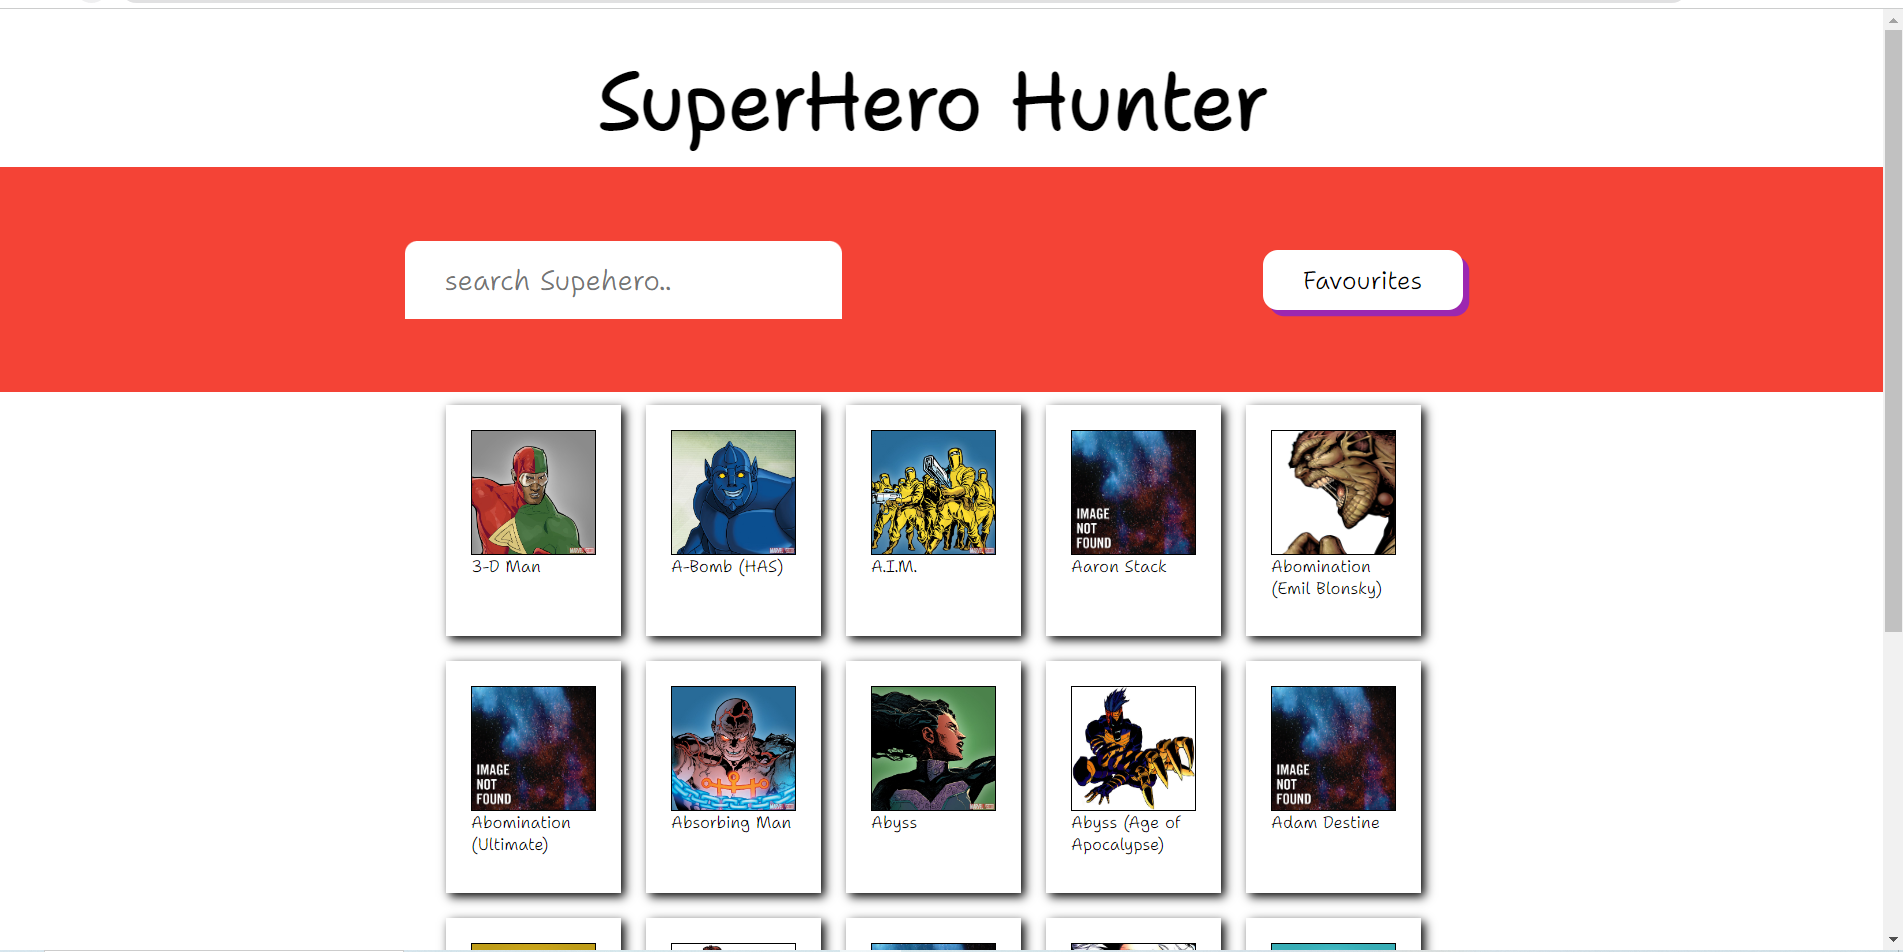 SuperHero Hunter
search Supehero..
Favourites
3-D Man
A-Bomb (HAS)
A.I.M.
IMAGE
NOT
FOUND
Aaron Stack
Abomination
(Emil Blonsky)
IMAGE
NOT
FOUND
Abomination
(Ultimate)
Absorbing Man
Abyss
Abyss (Age of
Apocalypse)
IMAGE
NOT
FOUND
Adam Destine